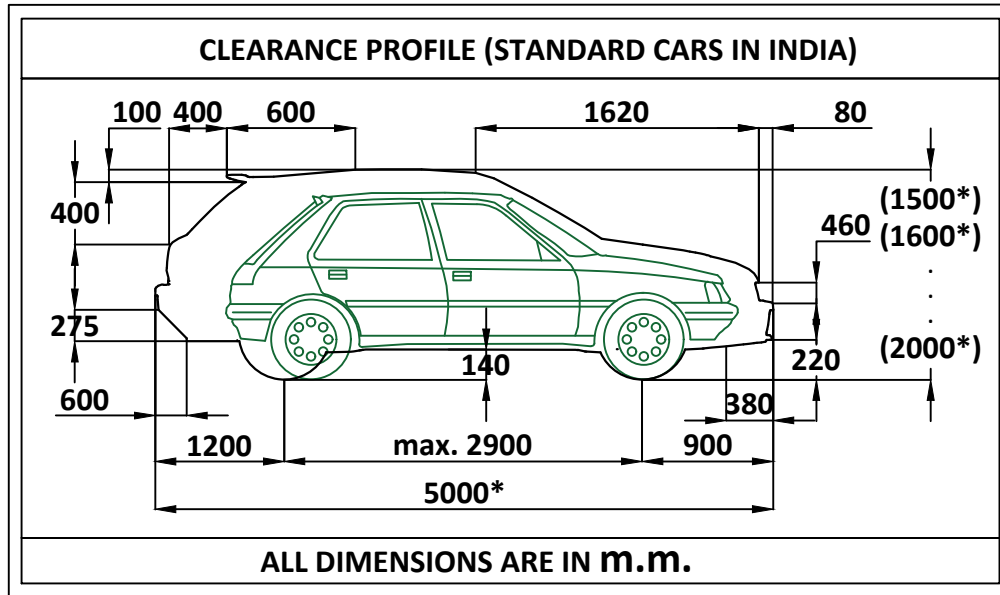 CLEARANCE PROFILE (STANDARD CARS IN INDIA)
100 400 600 1620 80
(1500*)
400 460 (1600*)
.
.
.
275 140 220 (2000*)
600 380
1200 max. 2900 900
5000*
ALL DIMENSIONS ARE IN m.m.